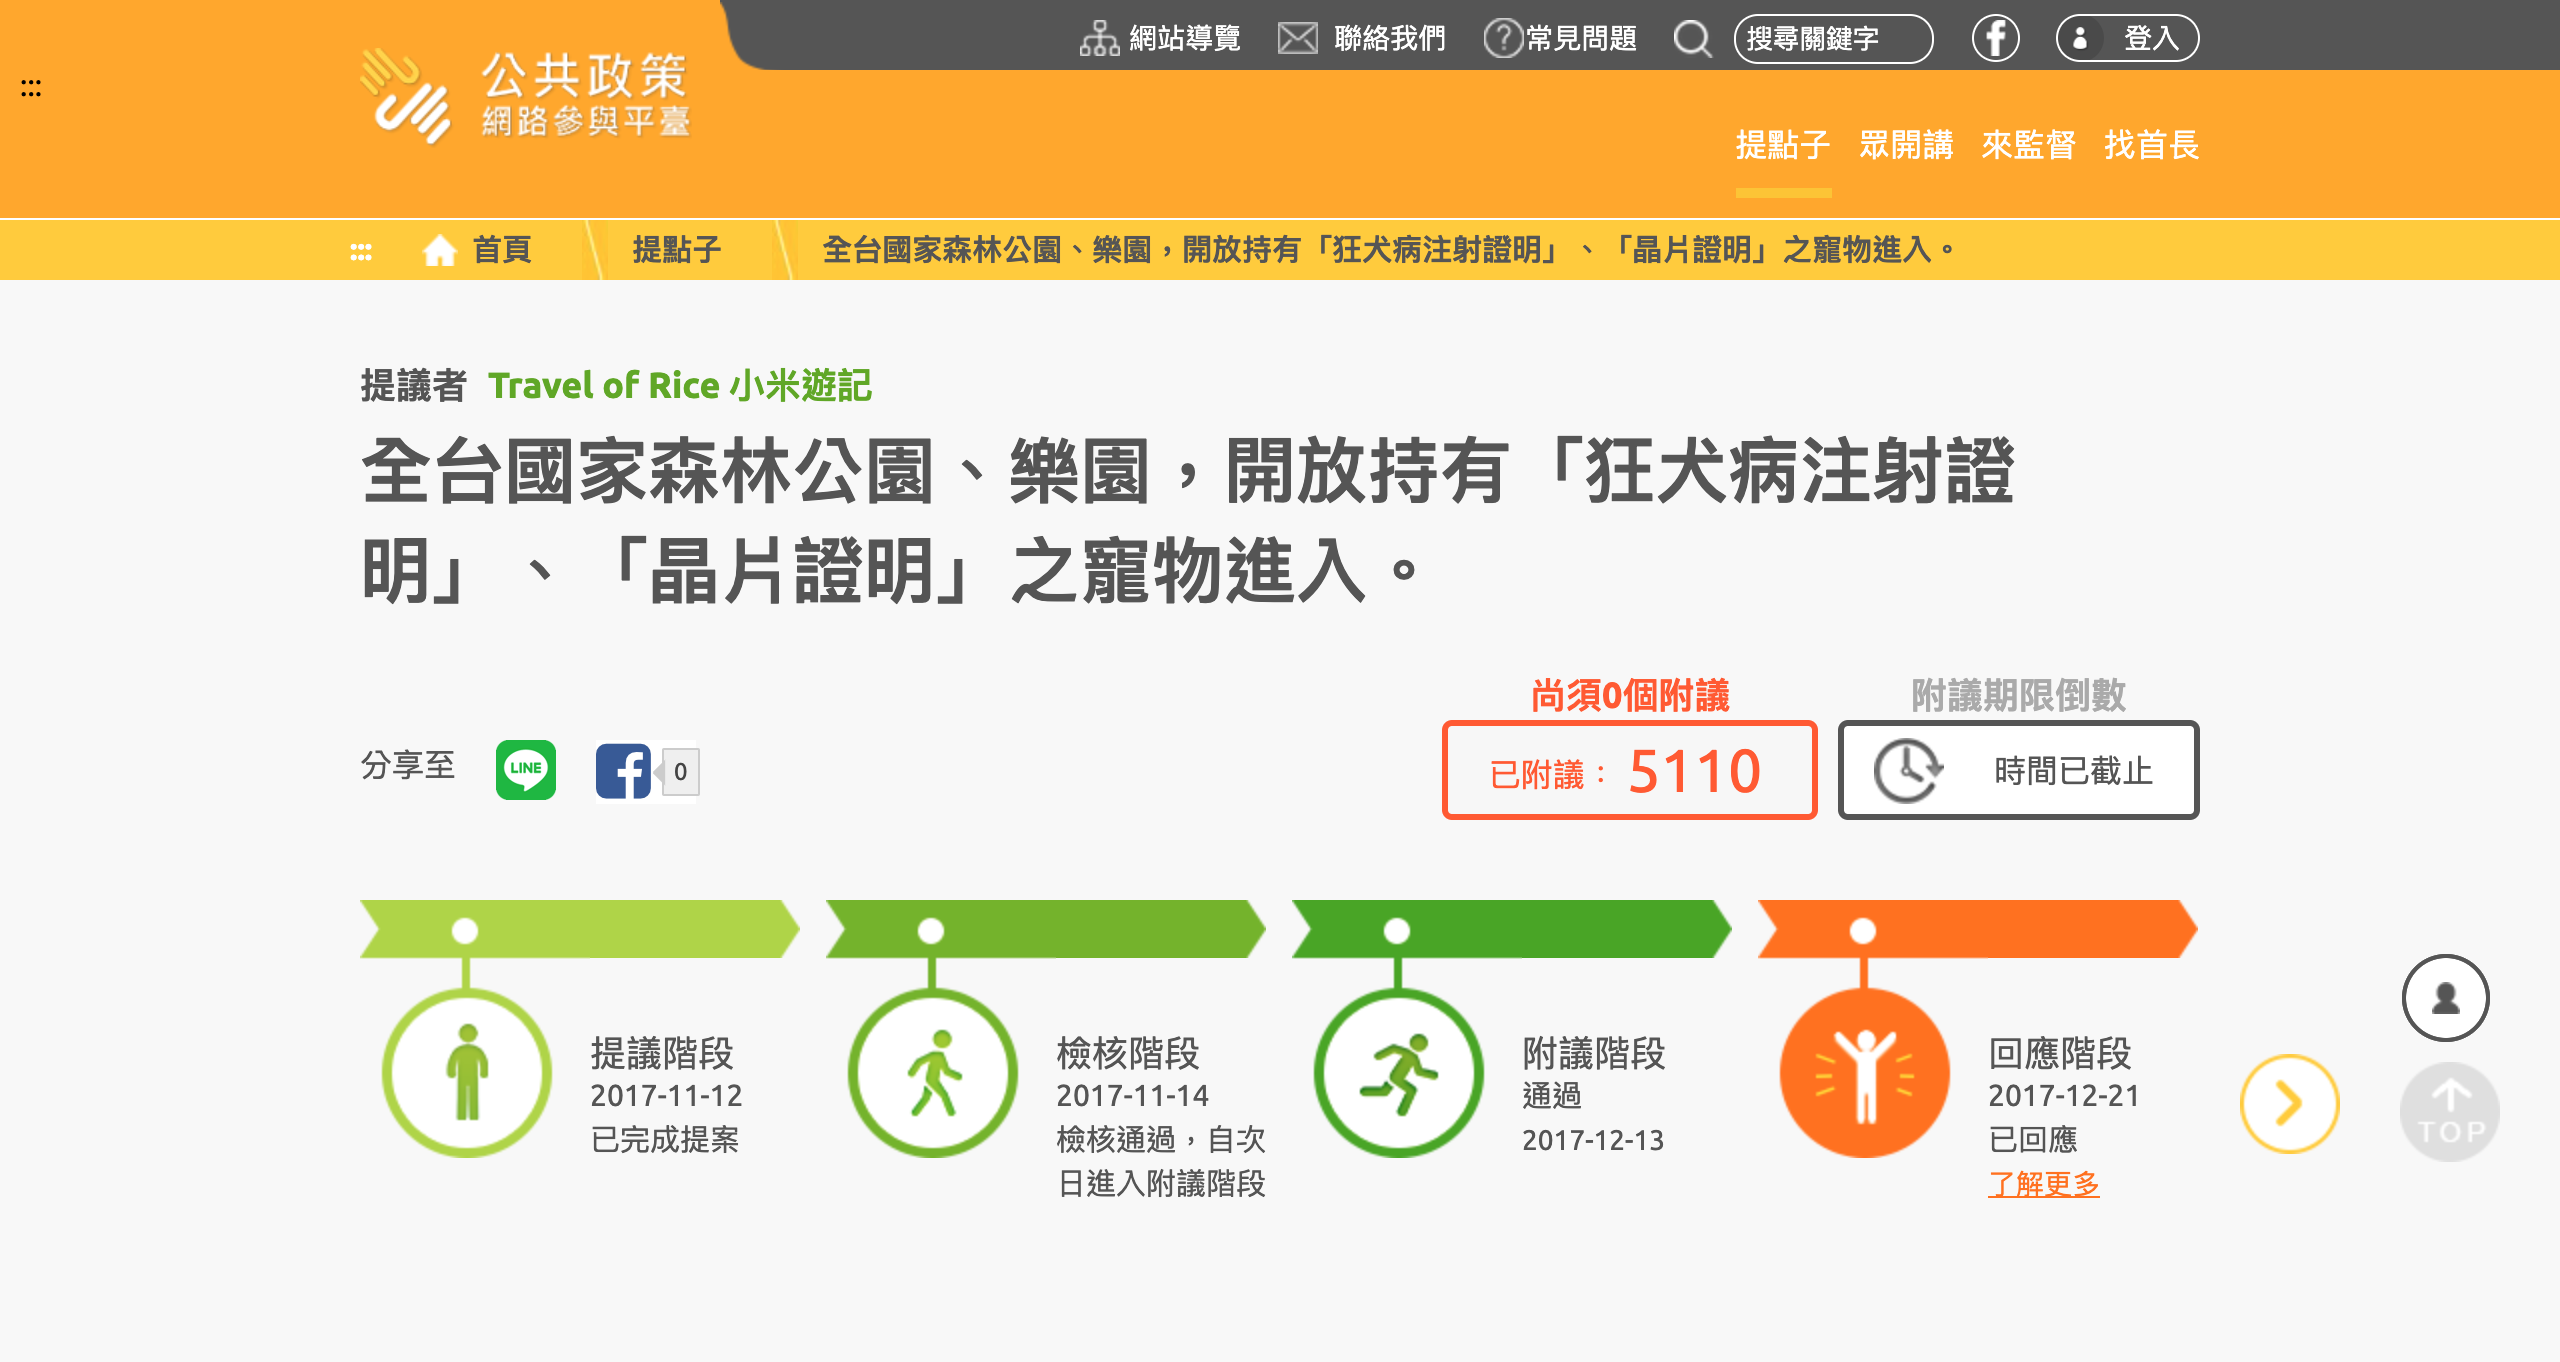 網站導覽 聯絡我們 常見問題 搜尋關鍵字 登入
公共政策
網路參與平臺
提點子 眾開講 來監督 找首長
首頁 提點子 全台國家森林公園、樂園，開放持有「狂犬病注射證明」、「晶片證明」之寵物進入。
提議者 Travel of Rice 小米遊記
全台國家森林公園、樂園，開放持有「狂犬病注射證
明」、「晶片證明」之寵物進入。
尚須0個附議 附議期限倒數
分享至 LINE 0 已附議： 5110 時間已截止
提議階段
2017-11-12
已完成提案
檢核階段
2017-11-14
檢核通過，自次
日進入附議階段
附議階段
通過
2017-12-13
回應階段
2017-12-21
已回應
了解更多
TOP